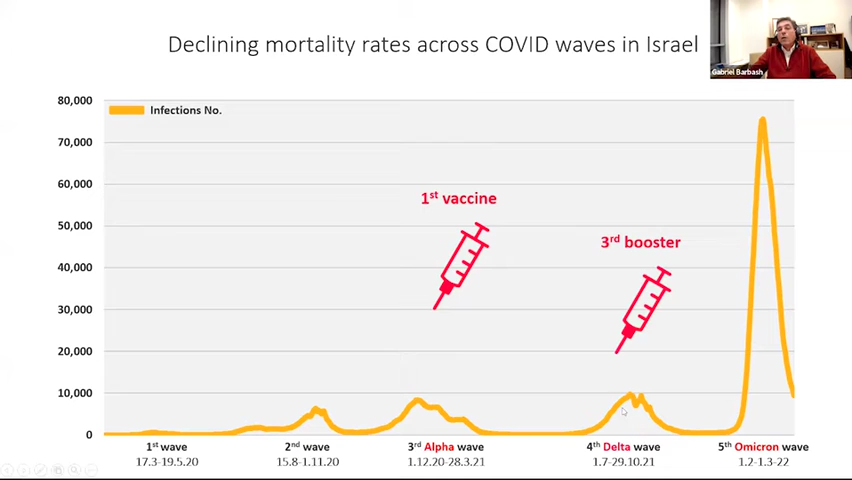 Declining mortality rates across COVID waves in Israel
Gabriel Barbash
80,000
70,000
60,000
50,000
40,000
30,000
20,000
10,000
0
Infections No.
1st vaccine
3rd booster
1st wave
17.3-19.5.20
2nd wave
15.8-1.11.20
3rd Alpha wave
1.12.20-28.3.21
4th Delta wave
1.7-29.10.21
5th Omicron wave
1.2-1.3-22